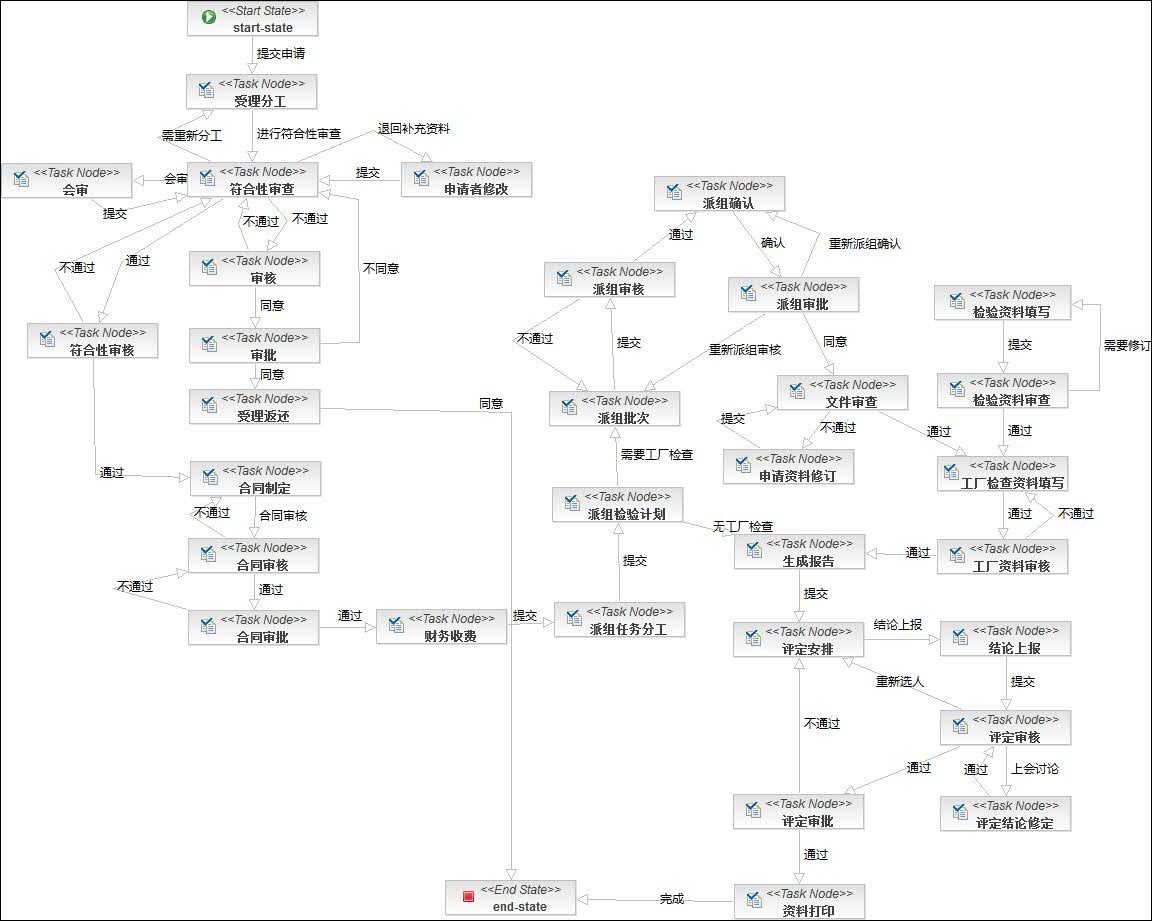 <<Start State>>
start-state
提交申请
<<Task Node>>
受理分工
需重新分工
进行符合性审查
退回补充资料
<<Task Node>>
会审
会审
<<Task Node>>
符合性审查
提交
<<Task Node>>
申请者修改
提交
不通过
不通过
不通过
通过
<<Task Node>>
审核
不同意
同意
<<Task Node>>
符合性审核
<<Task Node>>
审批
同意
<<Task Node>>
受理返还
同意
通过
<<Task Node>>
合同制定
不通过
合同审核
<<Task Node>>
合同审核
不通过
通过
<<Task Node>>
合同审批
通过
<<Task Node>>
财务收费
提交
<<Task Node>>
派组任务分工
提交
<<Task Node>>
派组检验计划
需要工厂检查
无工厂检查
<<Task Node>>
派组批次
不通过
提交
<<Task Node>>
派组审核
通过
<<Task Node>>
派组确认
确认
重新派组确认
<<Task Node>>
派组审批
重新派组审核
同意
<<Task Node>>
文件审查
提交
不通过
通过
<<Task Node>>
申请资料修订
<<Task Node>>
检验资料填写
提交
需要修订
<<Task Node>>
检验资料审查
通过
<<Task Node>>
工厂检查资料填写
通过
不通过
<<Task Node>>
工厂资料审核
通过
<<Task Node>>
生成报告
提交
<<Task Node>>
评定安排
结论上报
<<Task Node>>
结论上报
提交
重新选人
<<Task Node>>
评定审核
不通过
通过
通过
上会讨论
<<Task Node>>
评定结论修定
<<Task Node>>
评定审批
通过
<<Task Node>>
资料打印
完成
<<End State>>
end-state